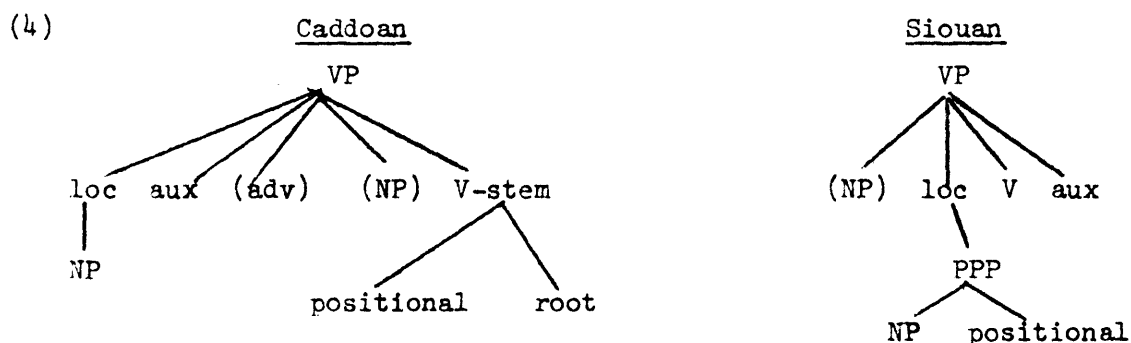 (4) Caddoan Siouan
VP VP
loc aux (adv) (NP) V-stem (NP) loc V aux
NP PPP
positional root NP positional